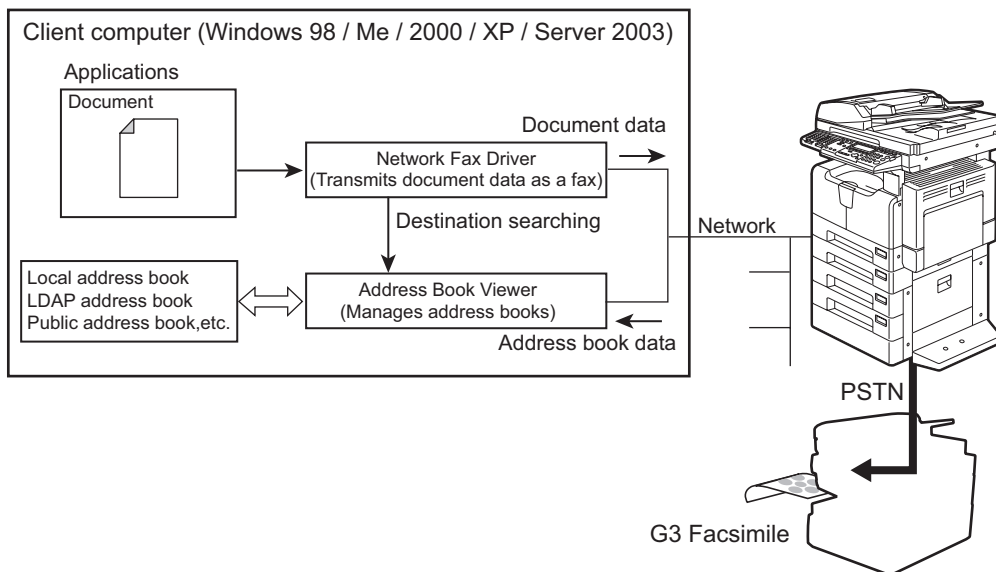 Client computer (Windows 98 / Me / 2000 / XP / Server 2003)
Applications
Document
Document data
Network Fax Driver
(Transmits document data as a fax)
Destination searching
Network
Local address book
LDAP address book
Public address book,etc.
Address Book Viewer
(Manages address books)
Address book data
PSTN
G3 Facsimile